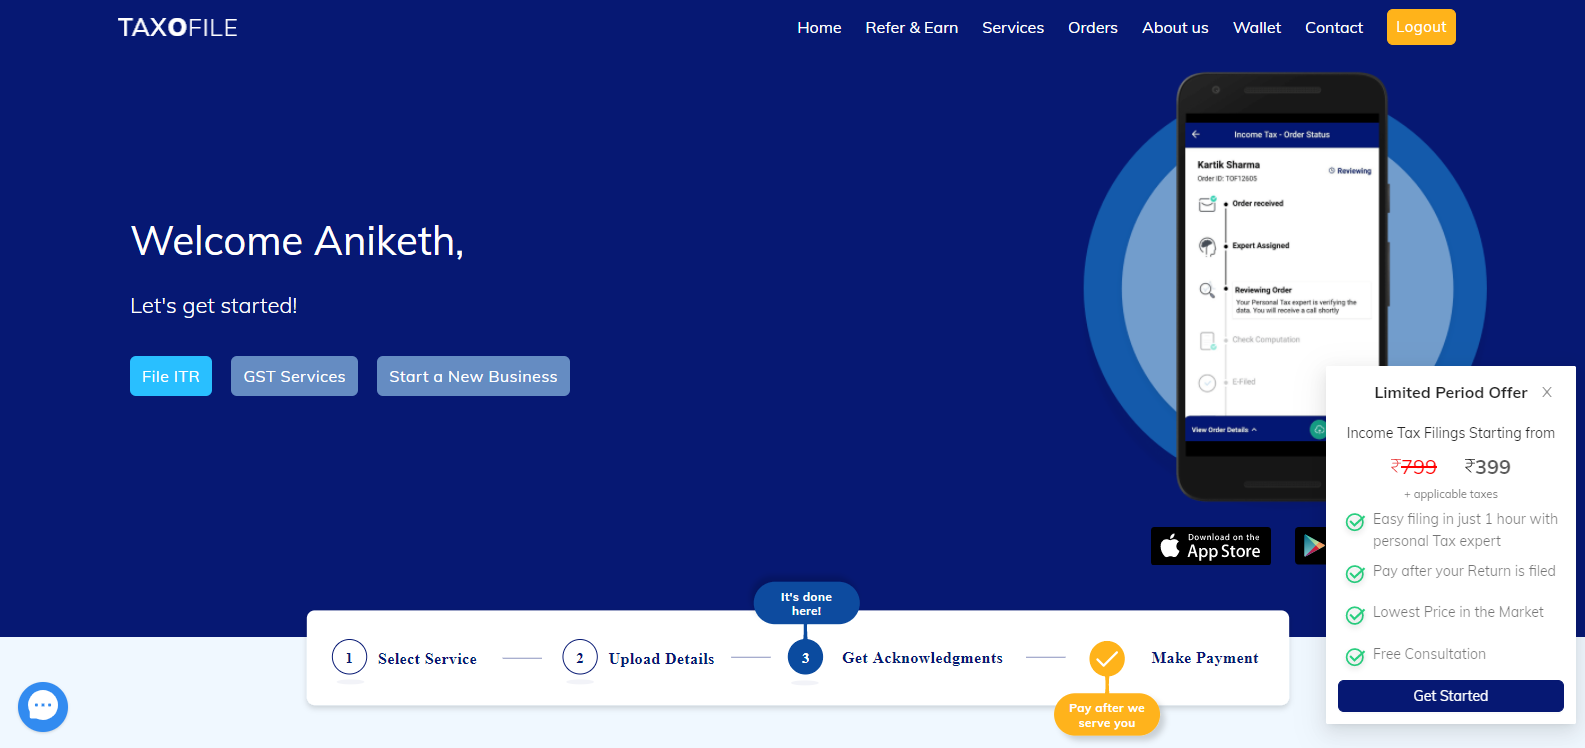 TAXOFILE
Home
Refer & Earn
Services
Orders
About us
Wallet
Contact
Logout
Welcome Aniketh,
Let's get started!
File ITR
GST Services
Start a New Business
Income Tax - Order Status
Kartik Sharma
Order ID: TOF12605
Reviewing
Order received
Expert Assigned
Reviewing Order
Your Personal Tax expert is verifying the
data. You will receive a call shortly
Check Computation
E-Filed
View Order Details
Download on the
App Store
Limited Period Offer
X
Income Tax Filings Starting from
₹799 ₹399
+ applicable taxes
Easy filing in just 1 hour with
personal Tax expert
Pay after your Return is filed
Lowest Price in the Market
Free Consultation
Get Started
It's done
here!
1 Select Service
2 Upload Details
3 Get Acknowledgments
Make Payment
Pay after we
serve you